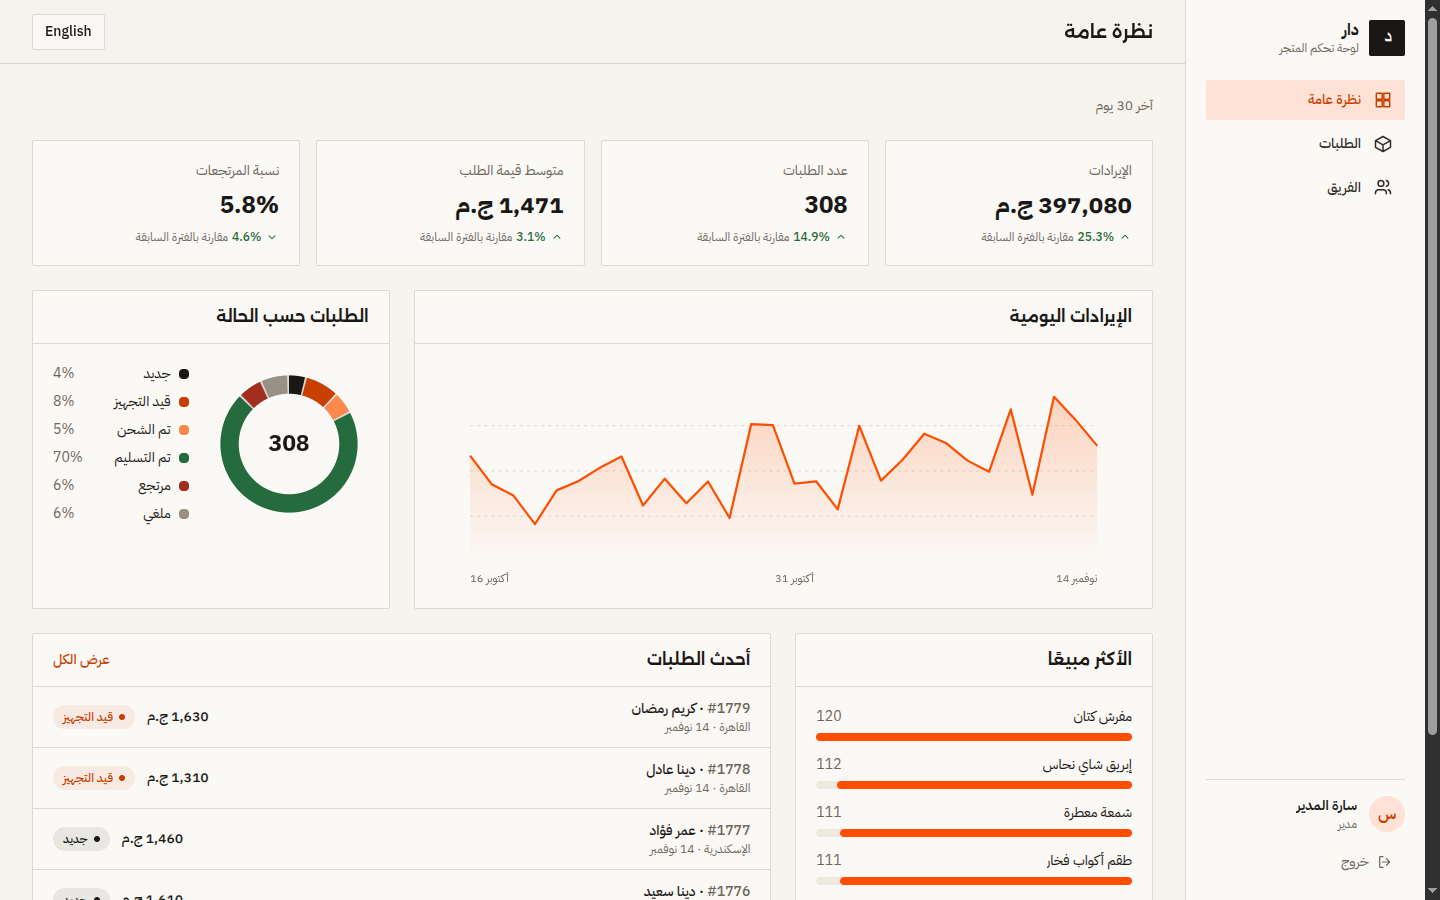 دار
لوحة تحكم المتجر
نظرة عامة
الطلبات
الفريق
سارة المدير
مدير
س
خروج
د
نظرة عامة
English
آخر 30 يوم
الإيرادات
397,080 ج.م
25.3% مقارنة بالفترة السابقة
عدد الطلبات
308
14.9% مقارنة بالفترة السابقة
متوسط قيمة الطلب
1,471 ج.م
3.1% مقارنة بالفترة السابقة
نسبة المرتجعات
5.8%
4.6% مقارنة بالفترة السابقة
الإيرادات اليومية
16 أكتوبر
31 أكتوبر
14 نوفمبر
الطلبات حسب الحالة
308
جديد 4%
قيد التجهيز 8%
تم الشحن 5%
تم التسليم 70%
مرتجع 6%
ملغي 6%
الأكثر مبيعًا
مفرش كتان 120
إبريق شاي نحاس 112
شمعة معطرة 111
طقم أكواب فخار 111
أحدث الطلبات
عرض الكل
#1779 · كريم رمضان
القاهرة · 14 نوفمبر
1,630 ج.م
قيد التجهيز
#1778 · دينا عادل
القاهرة · 14 نوفمبر
1,310 ج.م
قيد التجهيز
#1777 · عمر فؤاد
الإسكندرية · 14 نوفمبر
1,460 ج.م
جديد
#1776 · دينا سعيد